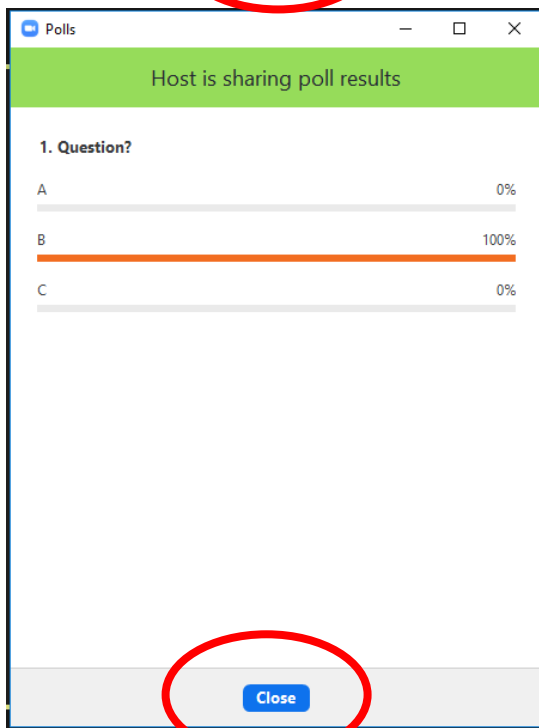 Polls
Host is sharing poll results
1. Question?
A 0%
B 100%
C 0%
Close